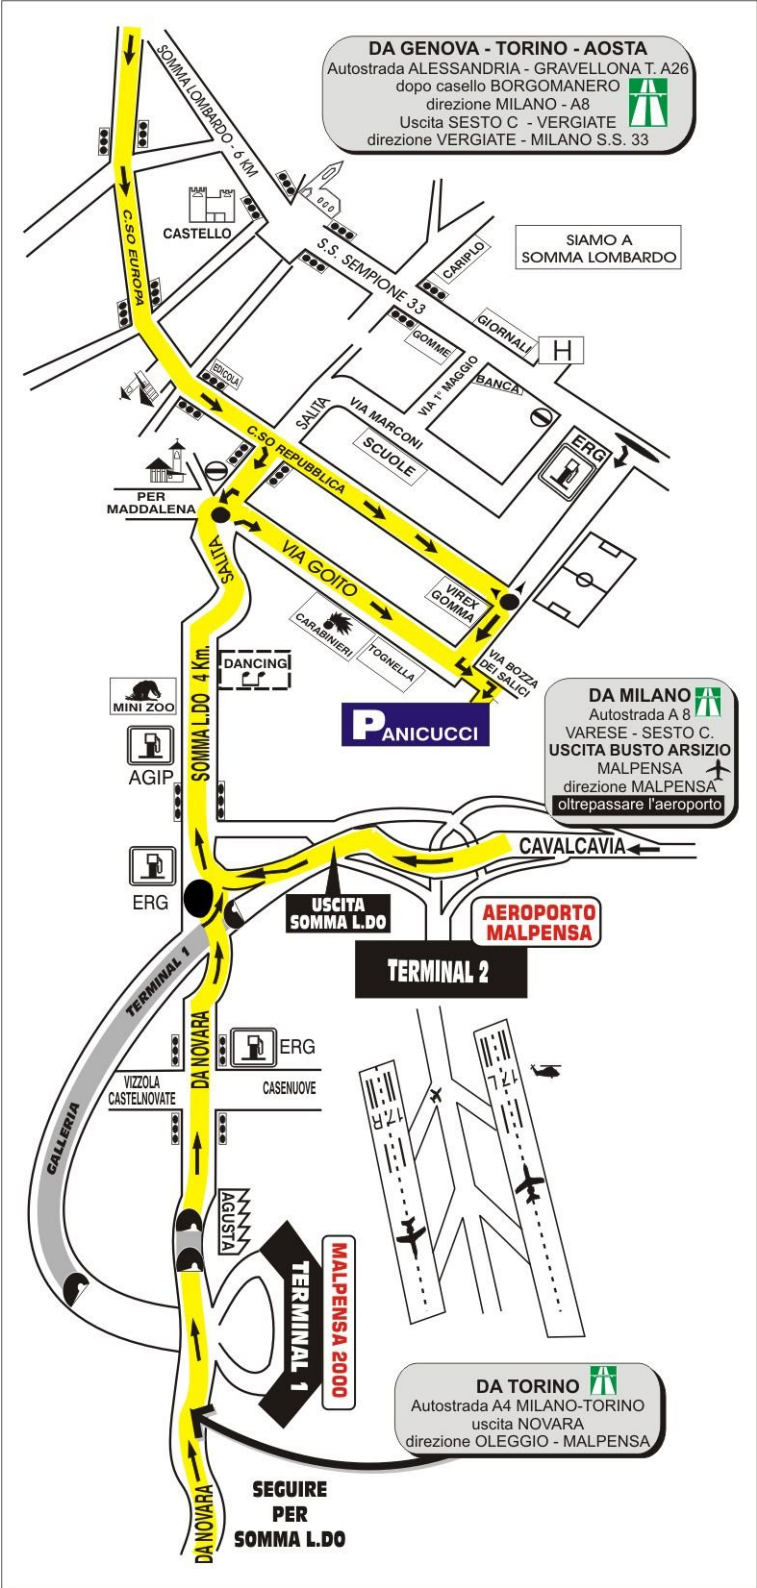 DA GENOVA - TORINO - AOSTA
Autostrada ALESSANDRIA - GRAVELLONA T. A26
dopo casello BORGOMANERO
direzione MILANO - A8
Uscita SESTO C - VERGIATE
direzione VERGIATE - MILANO S.S. 33
SOMMA LOMBARDO - 6 KM
CASTELLO
C.SO EUROPA
S.S. SEMPIONE 33
CARIPLO
SIAMO A
SOMMA LOMBARDO
GIORNALI
H
GOMME
EDICOLA
VIA 1° MAGGIO
BANCA
SALITA
VIA MARCONI
SCUOLE
ERG
C.SO REPUBBLICA
PER
MADDALENA
SALITA
VIA GOITO
VIREX
GOMMA
CARABINIERI
TOGNELLA
VIA BOZZA
DEI SALICI
DANCING
MINI ZOO
SOMMA L.DO 4 Km.
PANICUCCI
AGIP
DA MILANO
Autostrada A 8
VARESE - SESTO C.
USCITA BUSTO ARSIZIO
MALPENSA
direzione MALPENSA
oltrepassare l'aeroporto
CAVALCAVIA
ERG
USCITA
SOMMA L.DO
AEROPORTO
MALPENSA
TERMINAL 2
TERMINAL 1
GALLERIA
DA NOVARA
ERG
VIZZOLA
CASTELNOVATE
CASENUOVE
17R
17L
AGUSTA
TERMINAL 1
MALPENSA 2000
DA TORINO
Autostrada A4 MILANO-TORINO
uscita NOVARA
direzione OLEGGIO - MALPENSA
SEGUIRE
PER
SOMMA L.DO
DA NOVARA